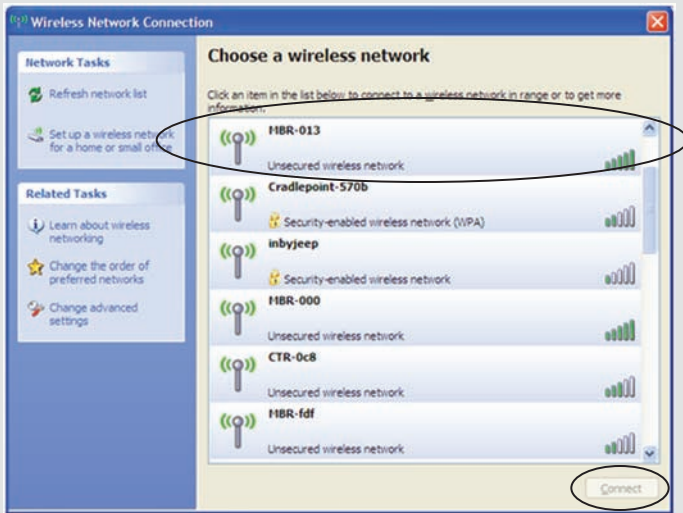 Wireless Network Connection
Network Tasks
Refresh network list
Set up a wireless network
for a home or small office
Related Tasks
Learn about wireless
networking
Change the order of
preferred networks
Change advanced
settings
Choose a wireless network
Click an item in the list below to connect to a wireless network in range or to get more
information.
MBR-013
Unsecured wireless network
Cradlepoint-570b
Security-enabled wireless network (WPA)
inbyjeep
Security-enabled wireless network
MBR-000
Unsecured wireless network
CTR-0c8
Unsecured wireless network
MBR-fdf
Unsecured wireless network
Connect